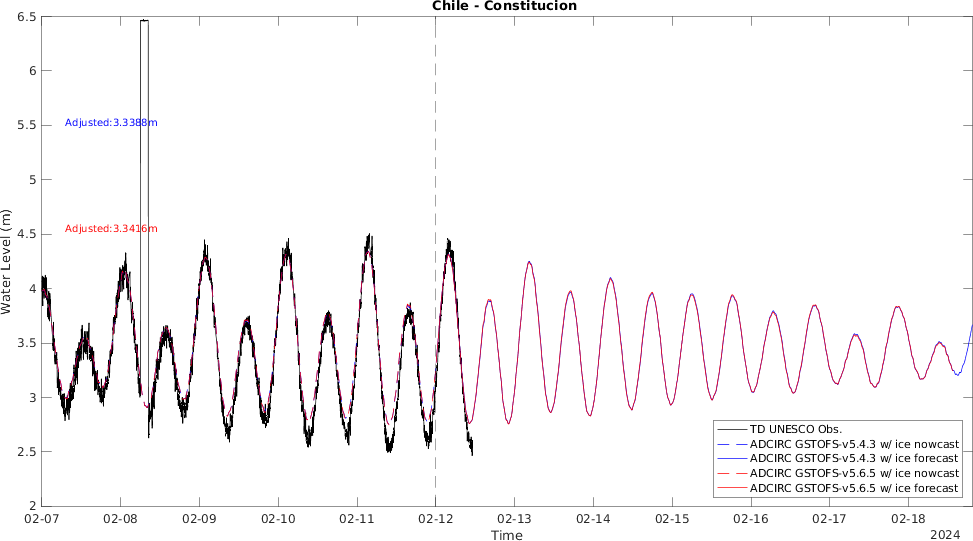 Chile - Constitucion
6.5
6
5.5
5
4.5
4
3.5
3
2.5
2
Water Level (m)
Adjusted:3.3388m
Adjusted:3.3416m
TD UNESCO Obs.
ADCIRC GSTOFS-v5.4.3 w/ ice nowcast
ADCIRC GSTOFS-v5.4.3 w/ ice forecast
ADCIRC GSTOFS-v5.6.5 w/ ice nowcast
ADCIRC GSTOFS-v5.6.5 w/ ice forecast
02-07 02-08 02-09 02-10 02-11 02-12 02-13 02-14 02-15 02-16 02-17 02-18
Time
2024